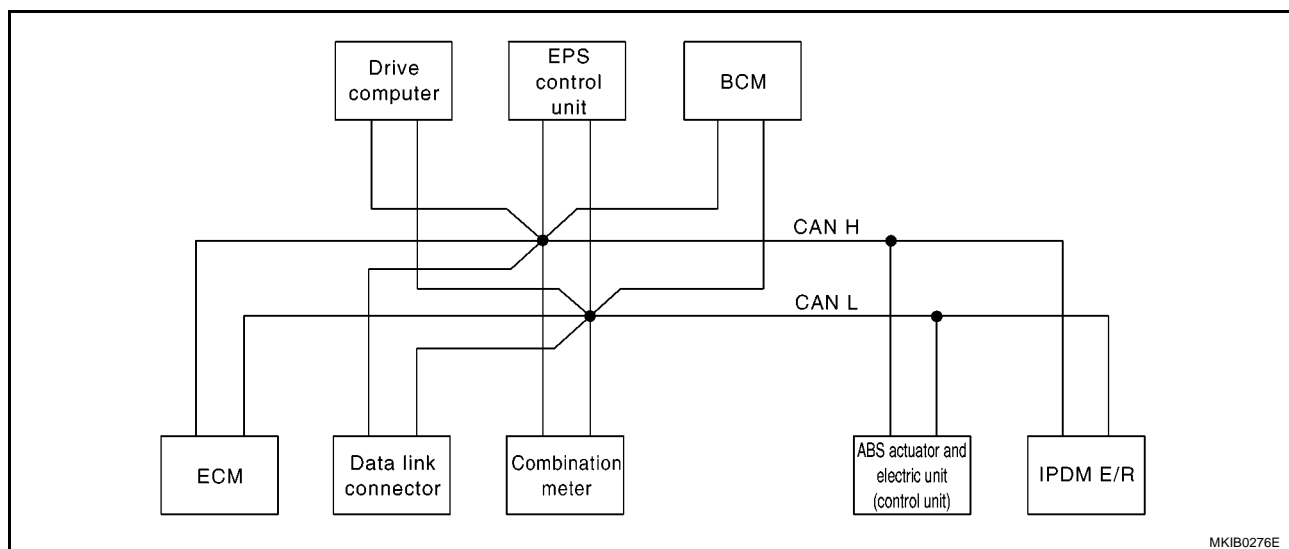 Drive
computer
EPS
control
unit
BCM
CAN H
CAN L
ECM
Data link
connector
Combination
meter
ABS actuator and
electric unit
(control unit)
IPDM E/R
MKIB0276E